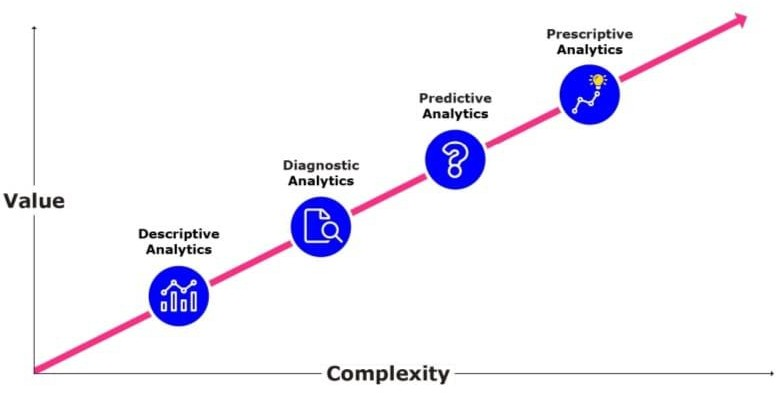 Prescriptive
Analytics
Predictive
Analytics
Diagnostic
Analytics
Value
Descriptive
Analytics
Complexity